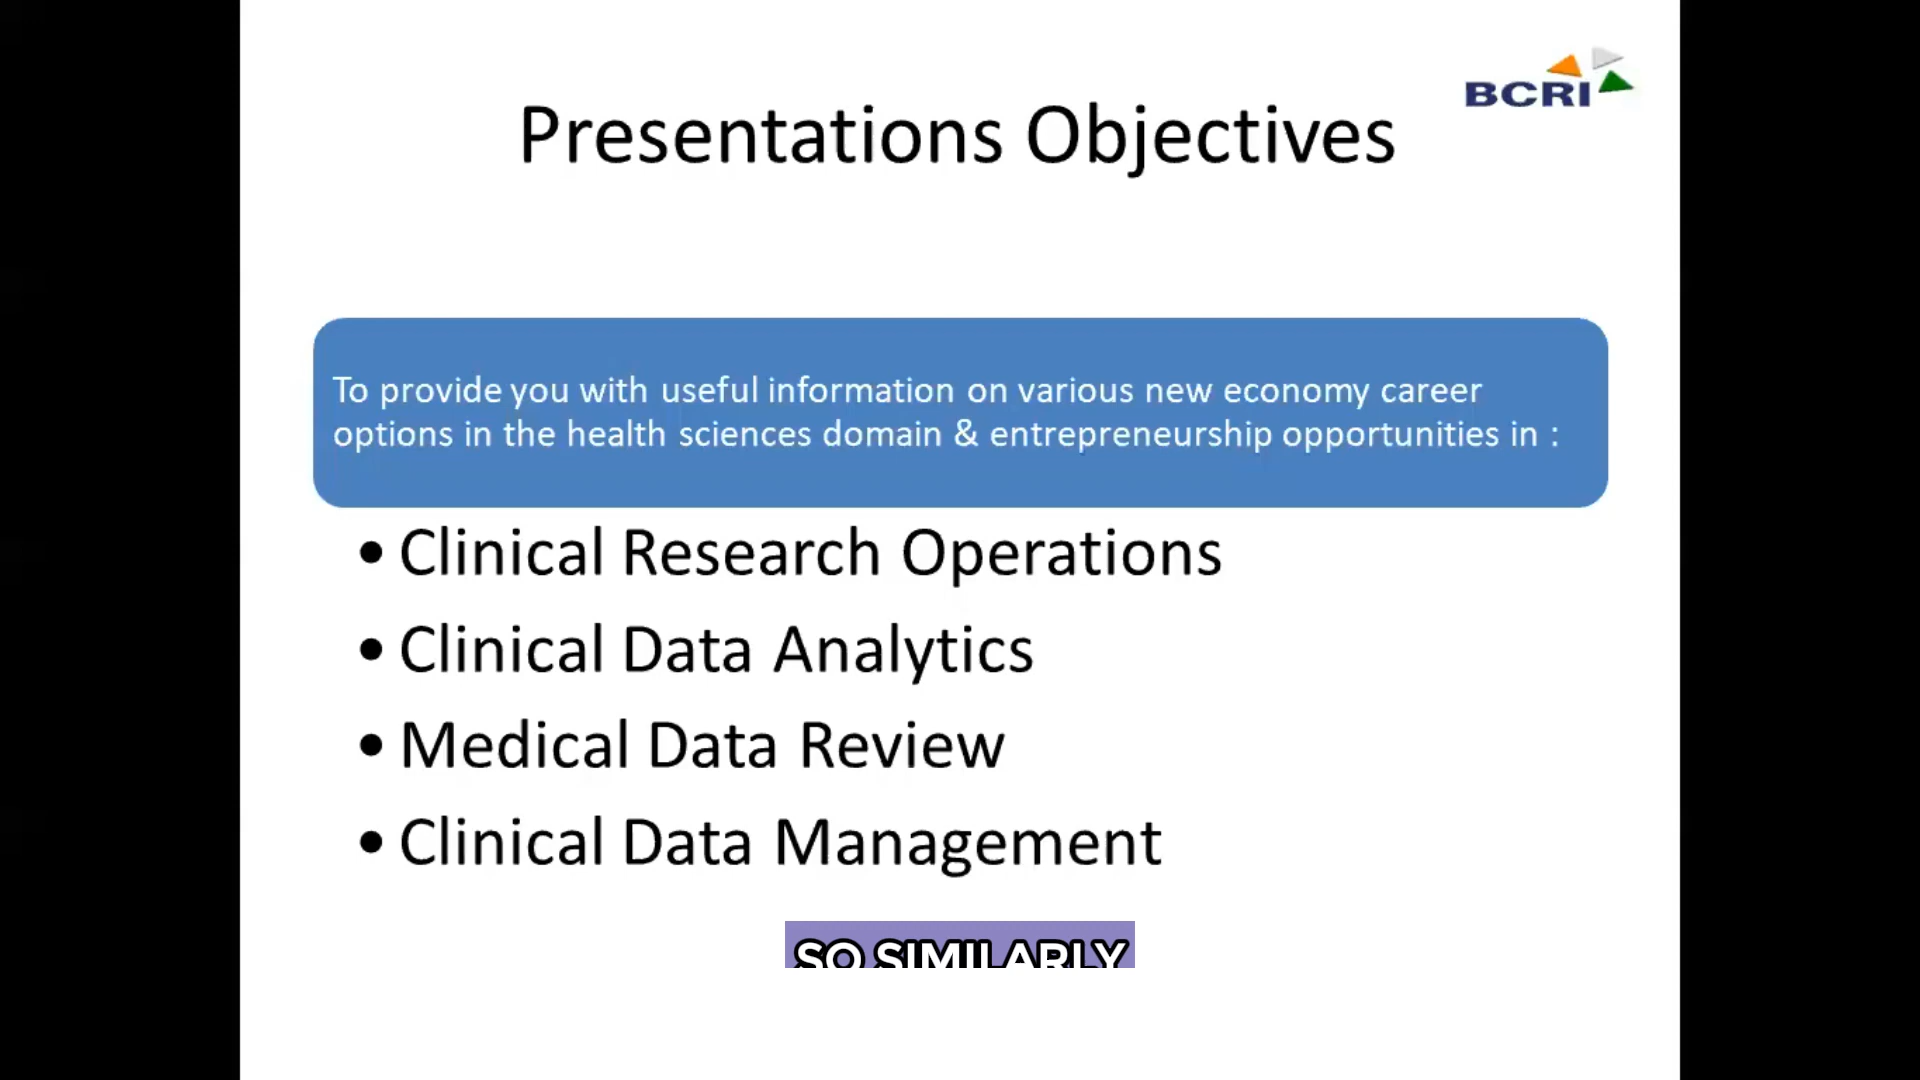 BCRI
Presentations Objectives
To provide you with useful information on various new economy career
options in the health sciences domain & entrepreneurship opportunities in :
• Clinical Research Operations
• Clinical Data Analytics
• Medical Data Review
• Clinical Data Management
SO SIMILARLY